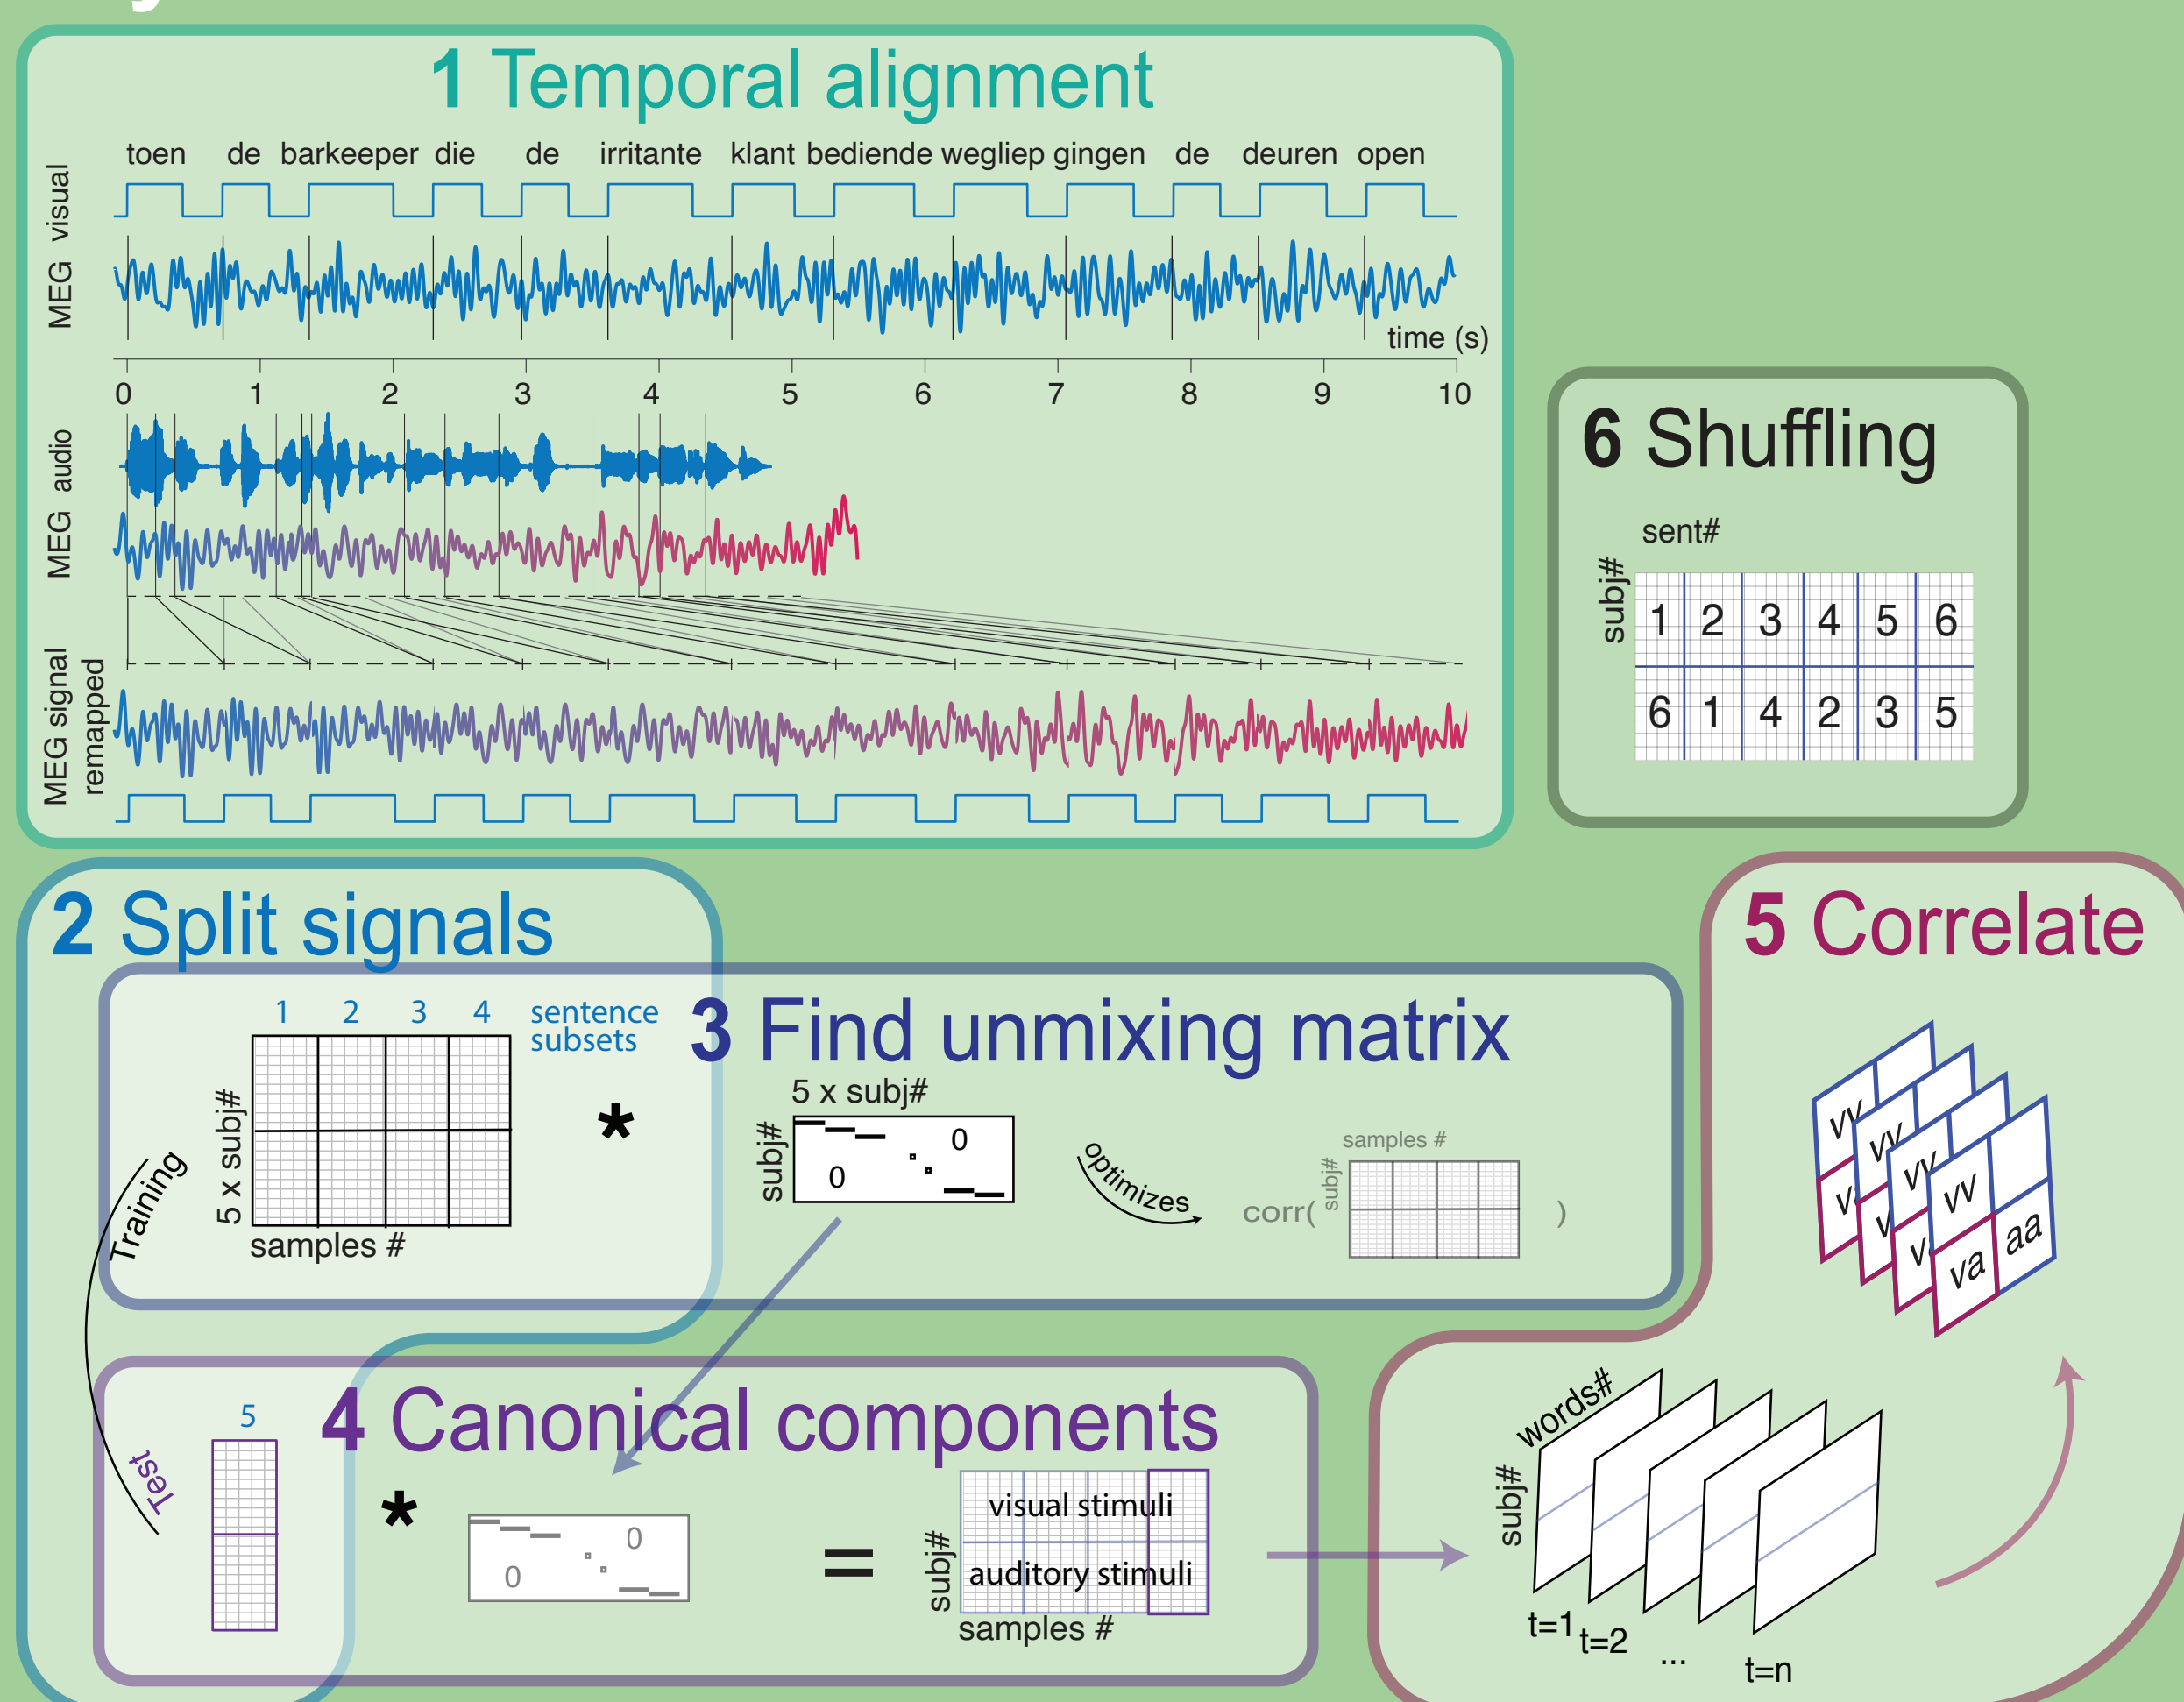 1 Temporal alignment
toen de barkeeper die de irritante klant bediende wegliep gingen de deuren open
MEG visual
time (s)
0 1 2 3 4 5 6 7 8 9 10
MEG audio
MEG signal
remapped
6 Shuffling
sent#
subj#
1 2 3 4 5 6
6 1 4 2 3 5
2 Split signals
1 2 3 4
sentence
subsets
5 x subj#
samples #
*
Training
Test
3 Find unmixing matrix
5 x subj#
subj#
0
0
optimizes
samples #
subj#
corr( )
4 Canonical components
5
*
0
0
=
subj#
visual stimuli
auditory stimuli
samples #
5 Correlate
vv
vv
vv
vv
va aa
words#
subj#
t=1
t=2
...
t=n